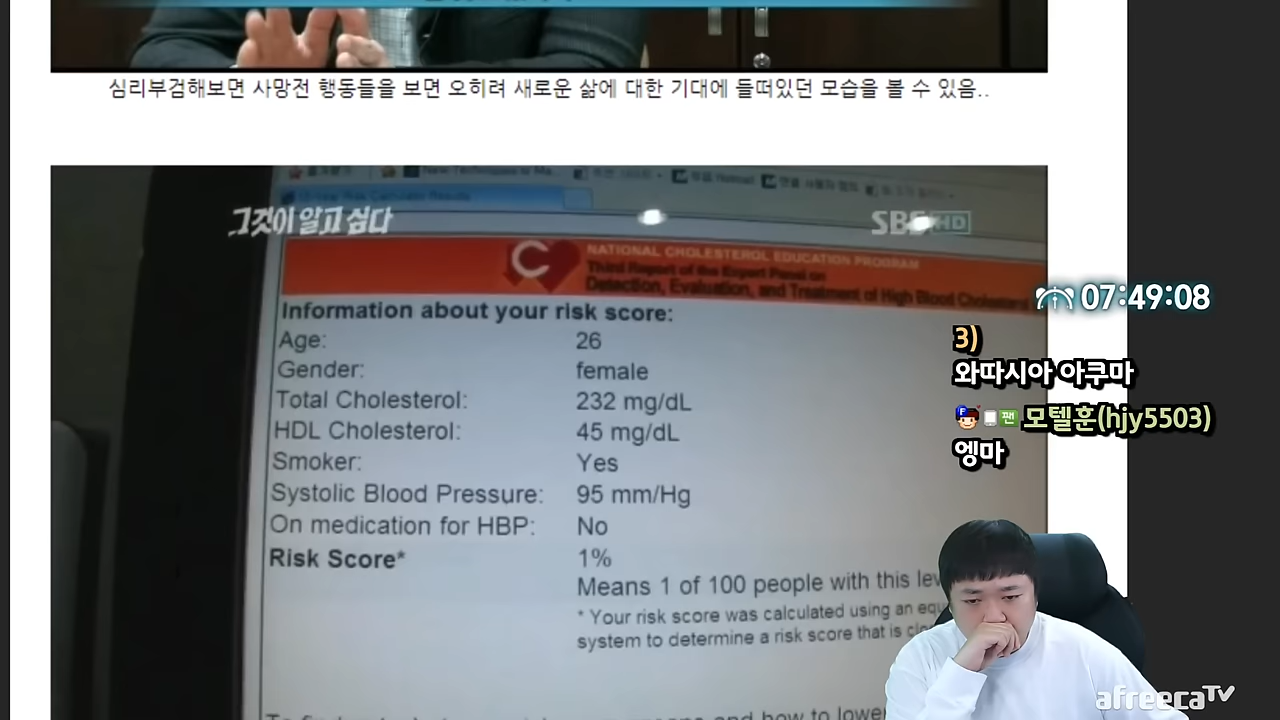 심리부검해보면 사망전 행동들을 보면 오히려 새로운 삶에 대한 기대에 들떠있던 모습을 볼 수 있음..
그것이 알고 싶다
SBS HD
NATIONAL CHOLESTEROL EDUCATION PROGRAM
Third Report of the Expert Panel on
Detection, Evaluation, and Treatment of High Blood Cholesterol
Information about your risk score:
Age: 26
Gender: female
Total Cholesterol: 232 mg/dL
HDL Cholesterol: 45 mg/dL
Smoker: Yes
Systolic Blood Pressure: 95 mm/Hg
On medication for HBP: No
Risk Score* 1%
Means 1 of 100 people with this
* Your risk score was calculated using an
system to determine a risk score that is
and how to lower
07:49:08
3)
와따시아 아쿠마
F 팬 모텔훈(hjy5503)
엥마
afreecaTV